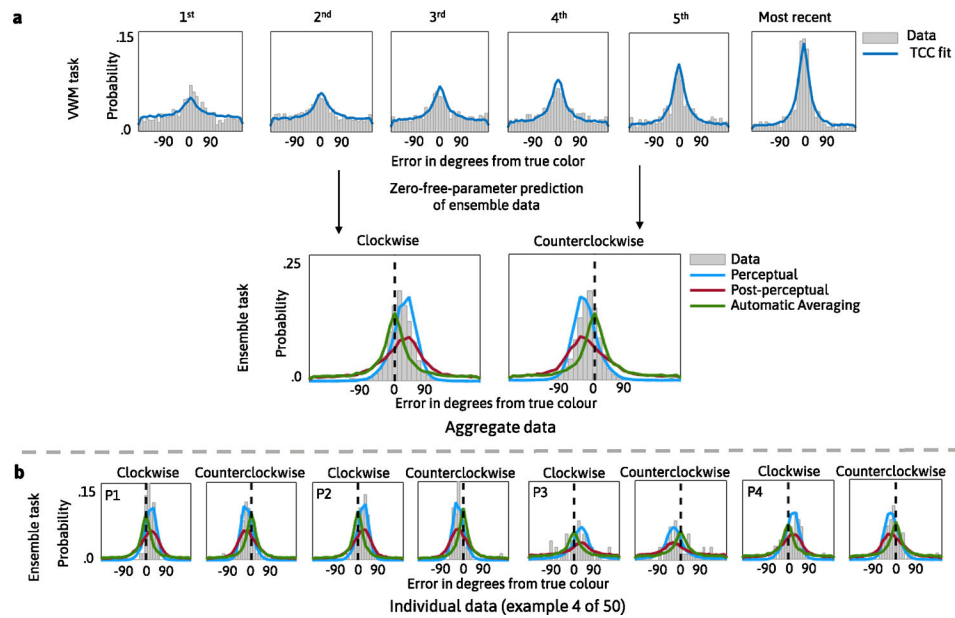 a
1st 2nd 3rd 4th 5th Most recent
.15
.0
VWM task
Probability
Data
TCC fit
-90 0 90 -90 0 90 -90 0 90 -90 0 90 -90 0 90 -90 0 90
Error in degrees from true color
Zero-free-parameter prediction
of ensemble data
Clockwise Counterclockwise
.25
.0
Ensemble task
Probability
Data
Perceptual
Post-perceptual
Automatic Averaging
-90 0 90 -90 0 90
Error in degrees from true colour
Aggregate data
b
Clockwise Counterclockwise Clockwise Counterclockwise Clockwise Counterclockwise Clockwise Counterclockwise
.15
.0
Ensemble task
Probability
P1 P2 P3 P4
-90 0 90 -90 0 90 -90 0 90 -90 0 90 -90 0 90 -90 0 90 -90 0 90 -90 0 90
Error in degrees from true colour
Individual data (example 4 of 50)